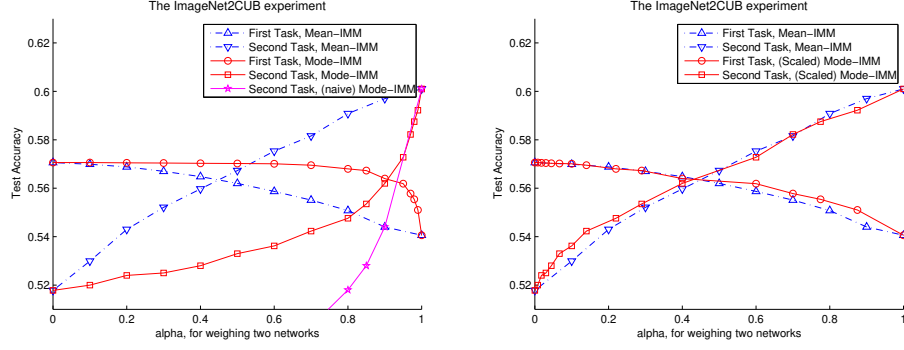 The ImageNet2CUB experiment
First Task, Mean-IMM
Second Task, Mean-IMM
First Task, Mode-IMM
Second Task, Mode-IMM
Second Task, (naive) Mode-IMM
Test Accuracy
0.62
0.6
0.58
0.56
0.54
0.52
0
0.2
0.4
0.6
0.8
1
alpha, for weighing two networks
The ImageNet2CUB experiment
First Task, Mean-IMM
Second Task, Mean-IMM
First Task, (Scaled) Mode-IMM
Second Task, (Scaled) Mode-IMM
Test Accuracy
0.62
0.6
0.58
0.56
0.54
0.52
0
0.2
0.4
0.6
0.8
1
alpha, for weighing two networks